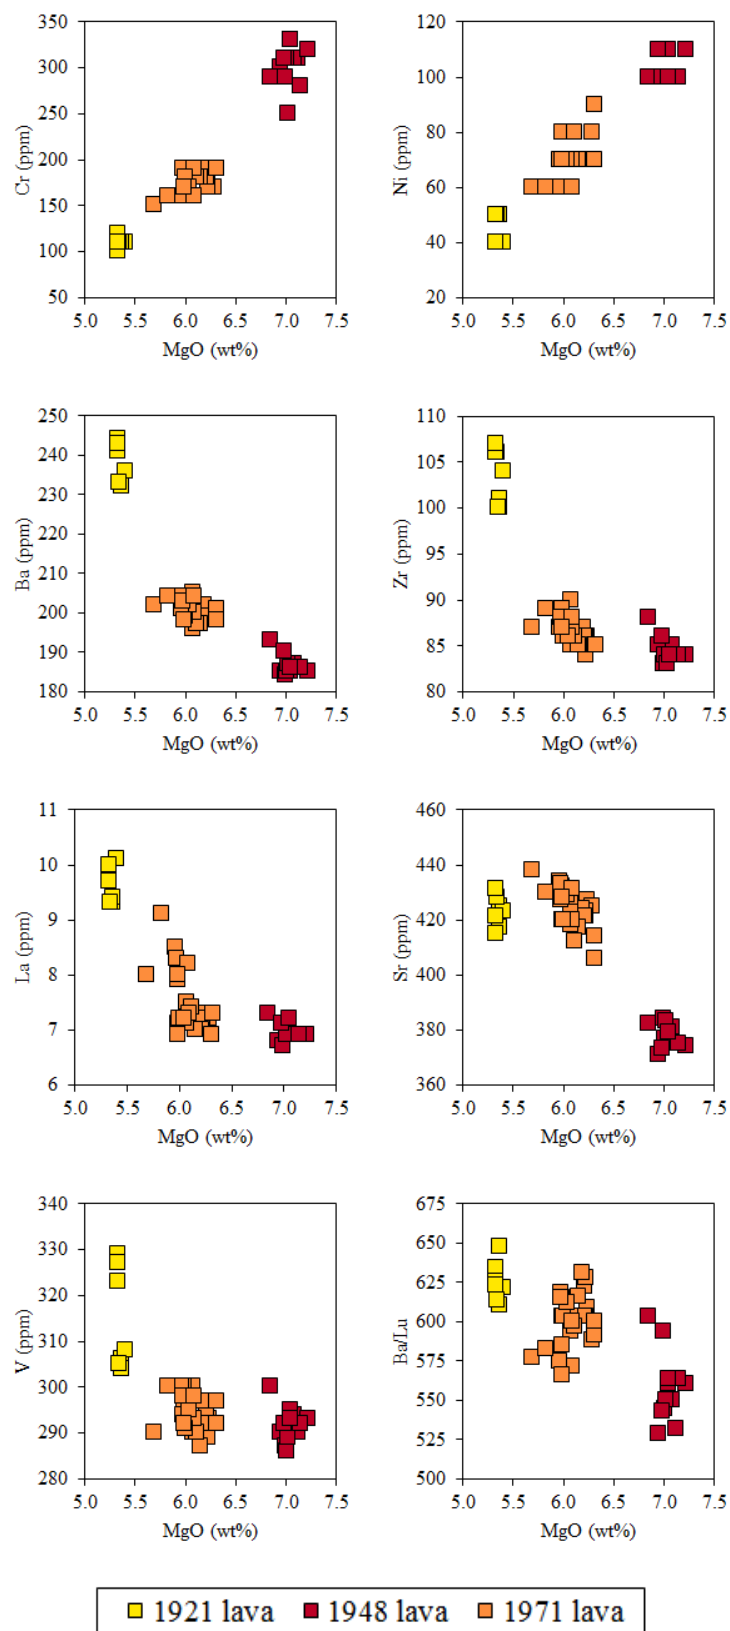 350
300
250
200
150
100
50
Cr (ppm)
5.0 5.5 6.0 6.5 7.0 7.5
MgO (wt%)
120
100
80
60
40
20
Ni (ppm)
5.0 5.5 6.0 6.5 7.0 7.5
MgO (wt%)
250
240
230
220
210
200
190
180
Ba (ppm)
5.0 5.5 6.0 6.5 7.0 7.5
MgO (wt%)
110
105
100
95
90
85
80
Zr (ppm)
5.0 5.5 6.0 6.5 7.0 7.5
MgO (wt%)
11
10
9
8
7
6
La (ppm)
5.0 5.5 6.0 6.5 7.0 7.5
MgO (wt%)
460
440
420
400
380
360
Sr (ppm)
5.0 5.5 6.0 6.5 7.0 7.5
MgO (wt%)
340
330
320
310
300
290
280
V (ppm)
5.0 5.5 6.0 6.5 7.0 7.5
MgO (wt%)
675
650
625
600
575
550
525
500
Ba/Lu
5.0 5.5 6.0 6.5 7.0 7.5
MgO (wt%)
1921 lava 1948 lava 1971 lava